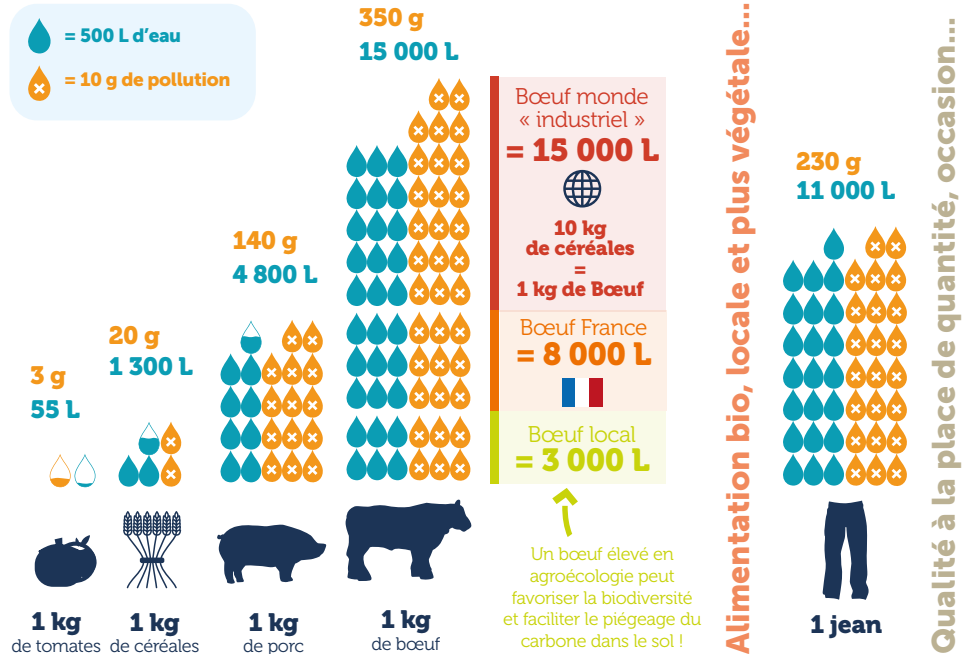 = 500 L d'eau
= 10 g de pollution
3 g
55 L
20 g
1 300 L
140 g
4 800 L
350 g
15 000 L
1 kg
de tomates
1 kg
de céréales
1 kg
de porc
1 kg
de bœuf
Bœuf monde
« industriel »
= 15 000 L
10 kg
de céréales
=
1 kg de Bœuf
Bœuf France
= 8 000 L
Bœuf local
= 3 000 L
Un bœuf élevé en
agroécologie peut
favoriser la biodiversité
et faciliter le piégeage du
carbone dans le sol !
Alimentation bio, locale et plus végétale...
230 g
11 000 L
1 jean
Qualité à la place de quantité, occasion...